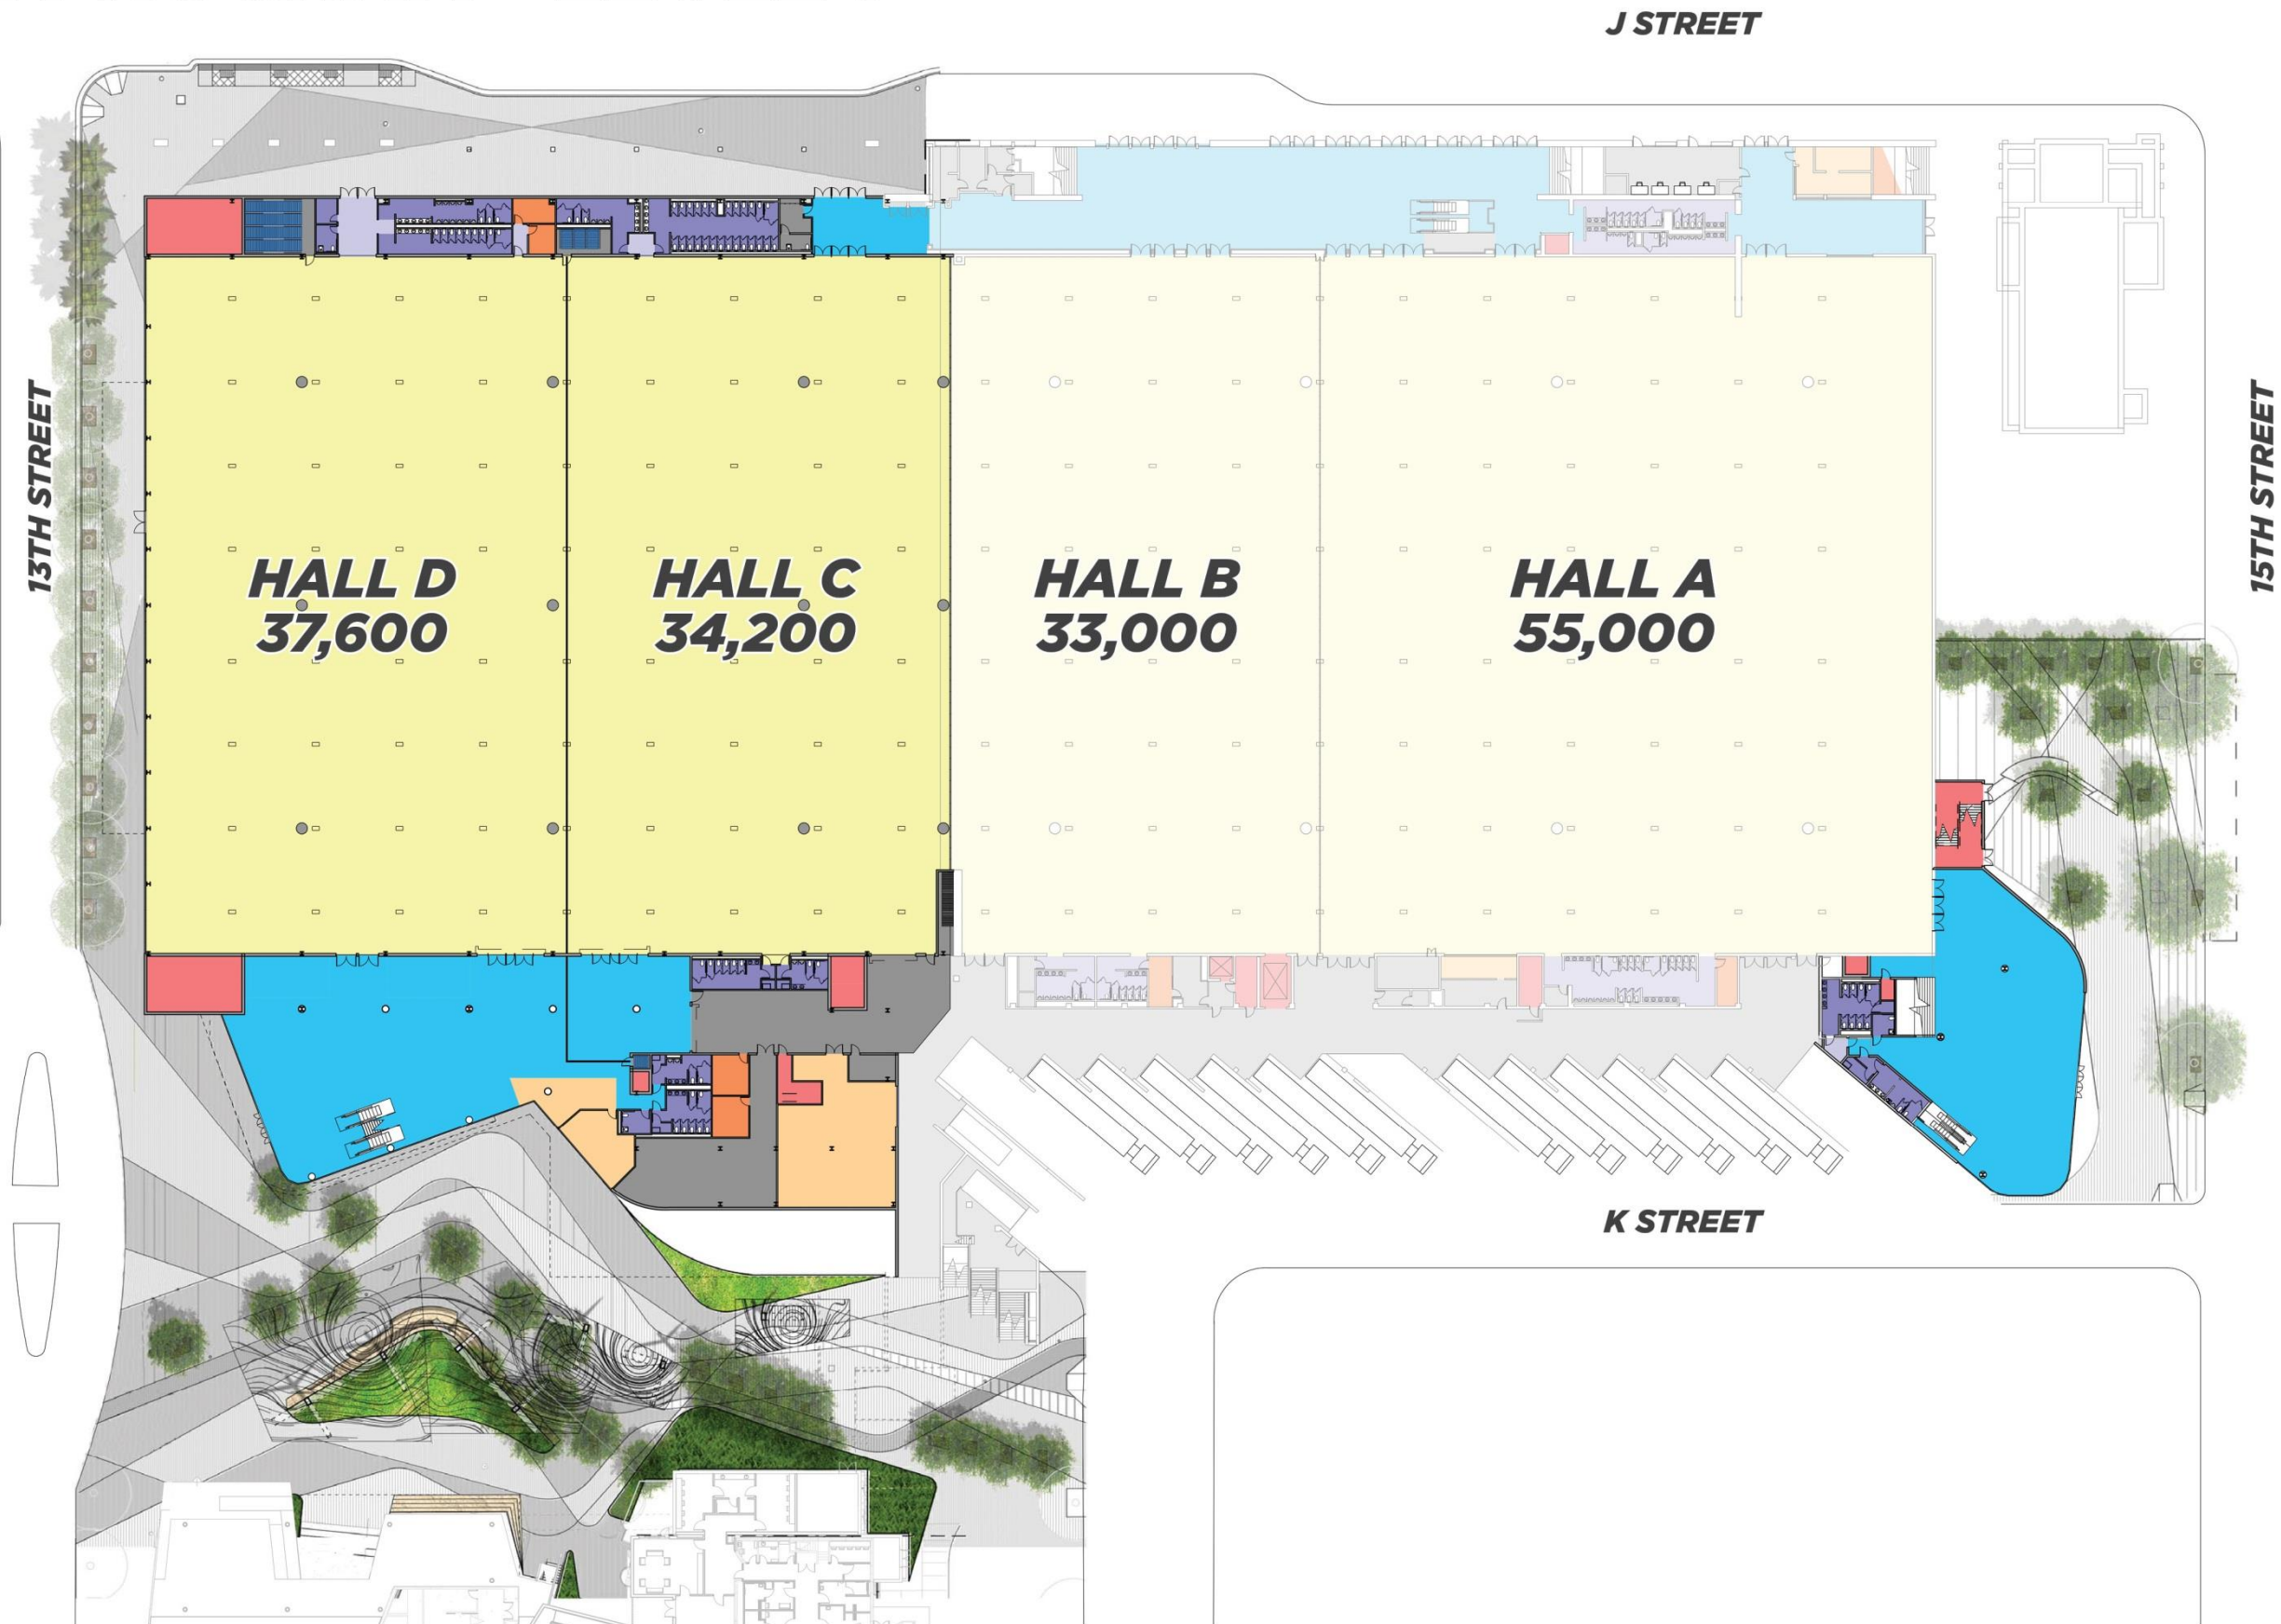 J STREET
13TH STREET
15TH STREET
HALL D
37,600
HALL C
34,200
HALL B
33,000
HALL A
55,000
K STREET